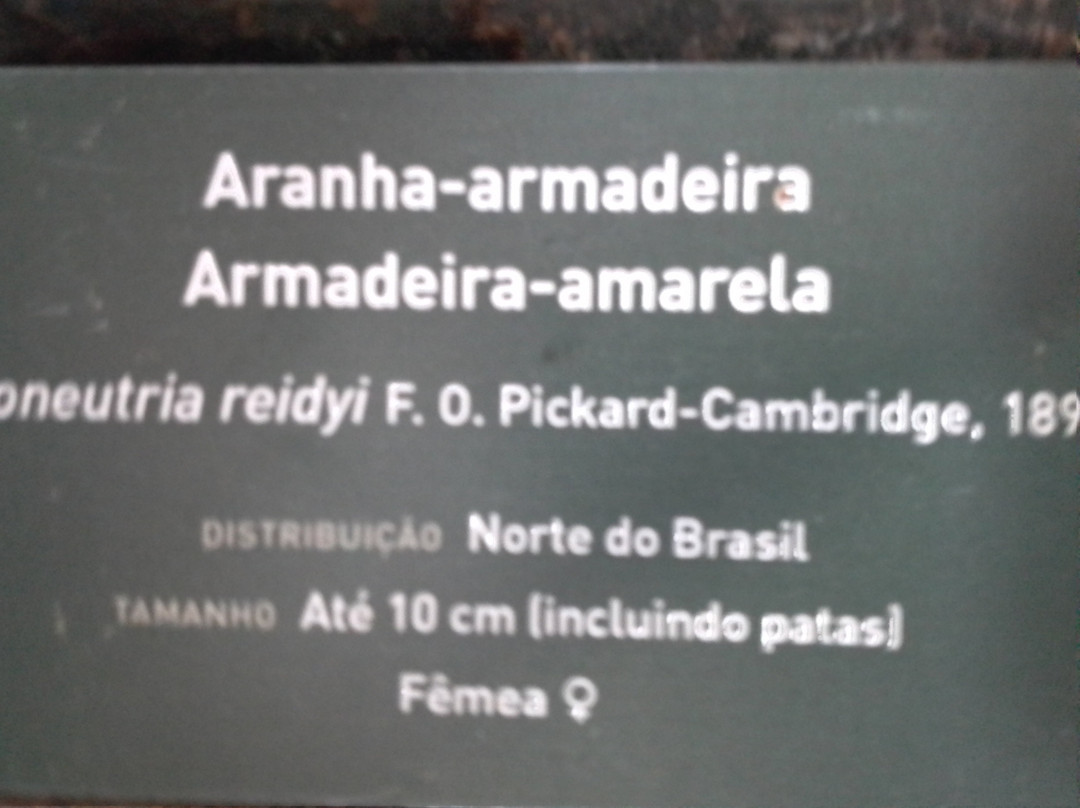 Aranha-armadeira
Armadeira-amarela
oneutria reidyi F. O. Pickard-Cambridge, 189
DISTRIBUIÇÃO Norte do Brasil
TAMANHO Até 10 cm (incluindo patas)
Fêmea ♀